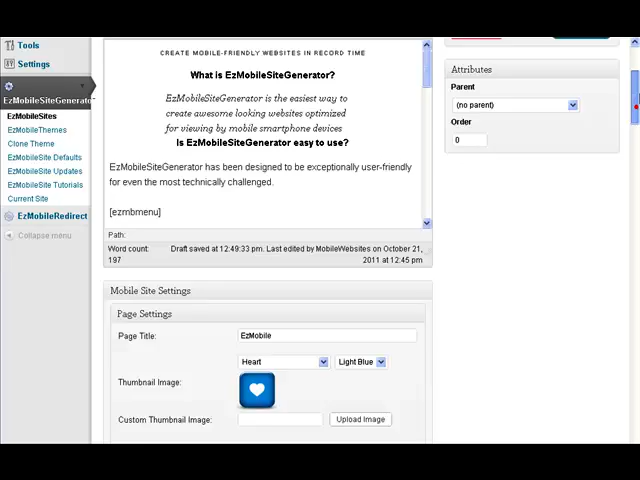 Tools
Settings
EzMobileSiteGenerator
EzMobileSites
EzMobileThemes
Clone Theme
EzMobileSite Defaults
EzMobileSite Updates
EzMobileSite Tutorials
Current Site
EzMobileRedirect
Collapse menu
CREATE MOBILE-FRIENDLY WEBSITES IN RECORD TIME
What is EzMobileSiteGenerator?
EzMobileSiteGenerator is the easiest way to
create awesome looking websites optimized
for viewing by mobile smartphone devices
Is EzMobileSiteGenerator easy to use?
EzMobileSiteGenerator has been designed to be exceptionally user-friendly
for even the most technically challenged.
[ezmbmenu]
Path:
Word count:
197
Draft saved at 12:49:33 pm. Last edited by MobileWebsites on October 21,
2011 at 12:45 pm
Mobile Site Settings
Page Settings
Page Title: EzMobile
Heart Light Blue
Thumbnail Image:
Custom Thumbnail Image: Upload Image
Attributes
Parent
(no parent)
Order
0